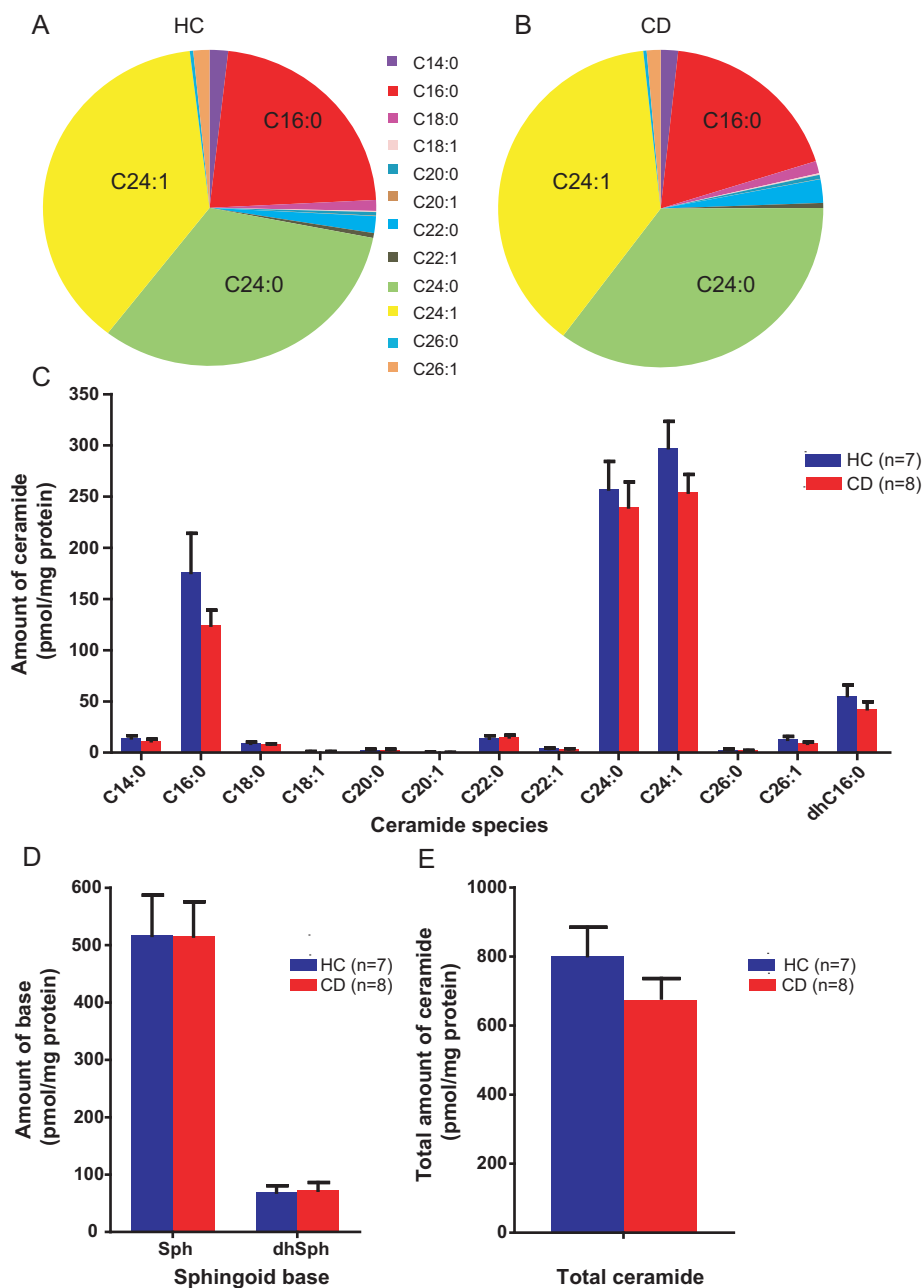 A
HC
B
CD
C14:0
C16:0
C18:0
C18:1
C20:0
C20:1
C22:0
C22:1
C24:0
C24:1
C26:0
C26:1
C16:0
C24:1
C24:0
C16:0
C24:1
C24:0
C
Amount of ceramide
(pmol/mg protein)
350
300
250
200
150
100
50
0
HC (n=7)
CD (n=8)
C14:0
C16:0
C18:0
C18:1
C20:0
C20:1
C22:0
C22:1
C24:0
C24:1
C26:0
C26:1
dhC16:0
Ceramide species
D
Amount of base
(pmol/mg protein)
600
500
400
300
200
100
0
HC (n=7)
CD (n=8)
Sph
dhSph
Sphingoid base
E
Total amount of ceramide
(pmol/mg protein)
1000
800
600
400
200
0
HC (n=7)
CD (n=8)
Total ceramide